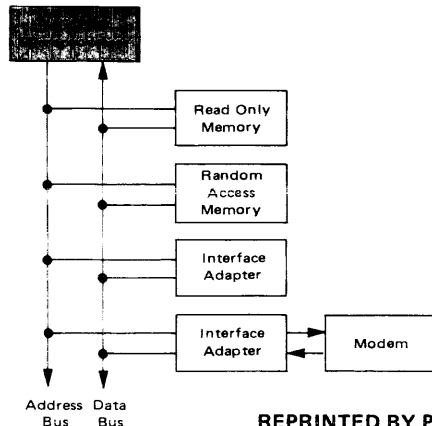 Read Only
Memory
Random
Access
Memory
Interface
Adapter
Interface
Adapter
Modem
Address Data
Bus Bus
REPRINTED BY P